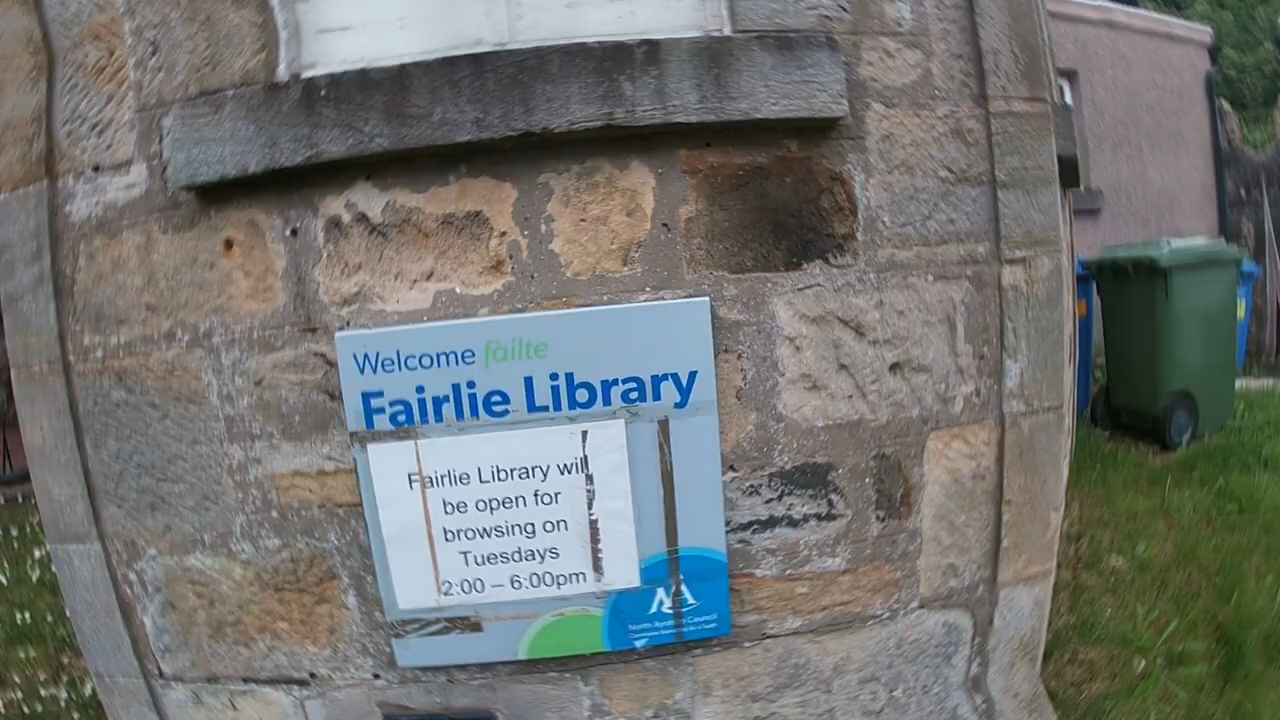 Welcome fàilte
Fairlie Library
Fairlie Library will
be open for
browsing on
Tuesdays
2:00 – 6:00pm
North Ayrshire Council